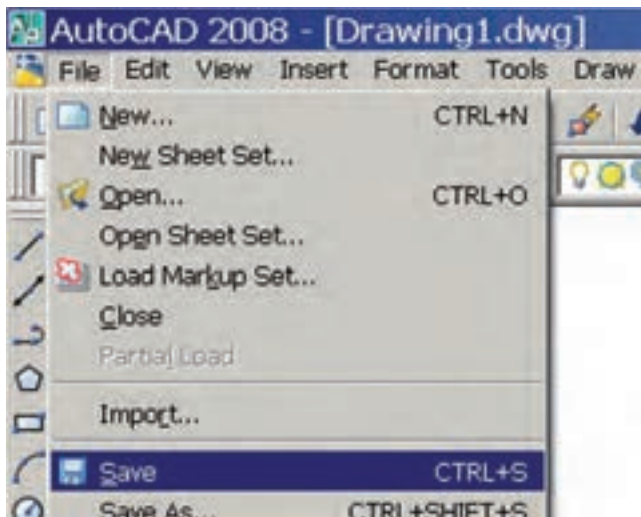 AutoCAD 2008 - [Drawing1.dwg]
File Edit View Insert Format Tools Draw
New... CTRL+N
New Sheet Set...
Open... CTRL+O
Open Sheet Set...
Load Markup Set...
Close
Partial Load
Import...
Save CTRL+S
Save As... CTRL+SHIFT+S